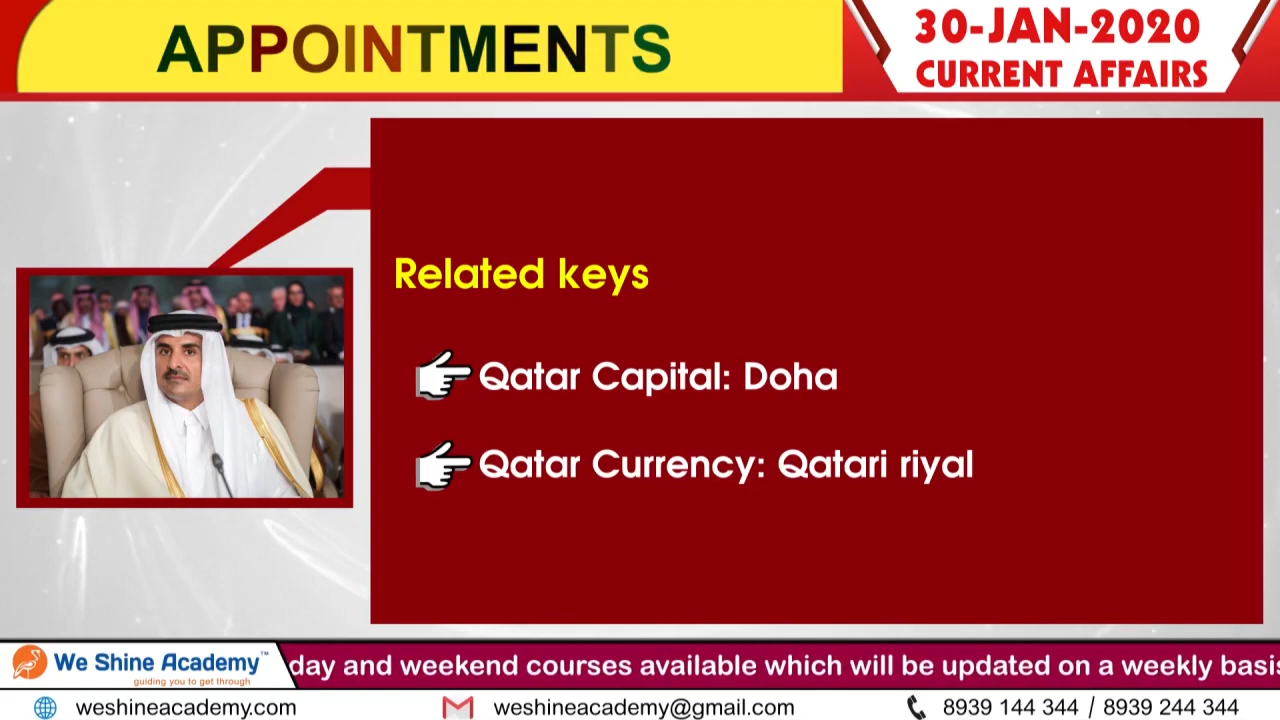 APPOINTMENTS
30-JAN-2020
CURRENT AFFAIRS
Related keys
Qatar Capital: Doha
Qatar Currency: Qatari riyal
We Shine Academy™
guiding you to get through
day and weekend courses available which will be updated on a weekly basis
weshineacademy.com
weshineacademy@gmail.com
8939 144 344 / 8939 244 344